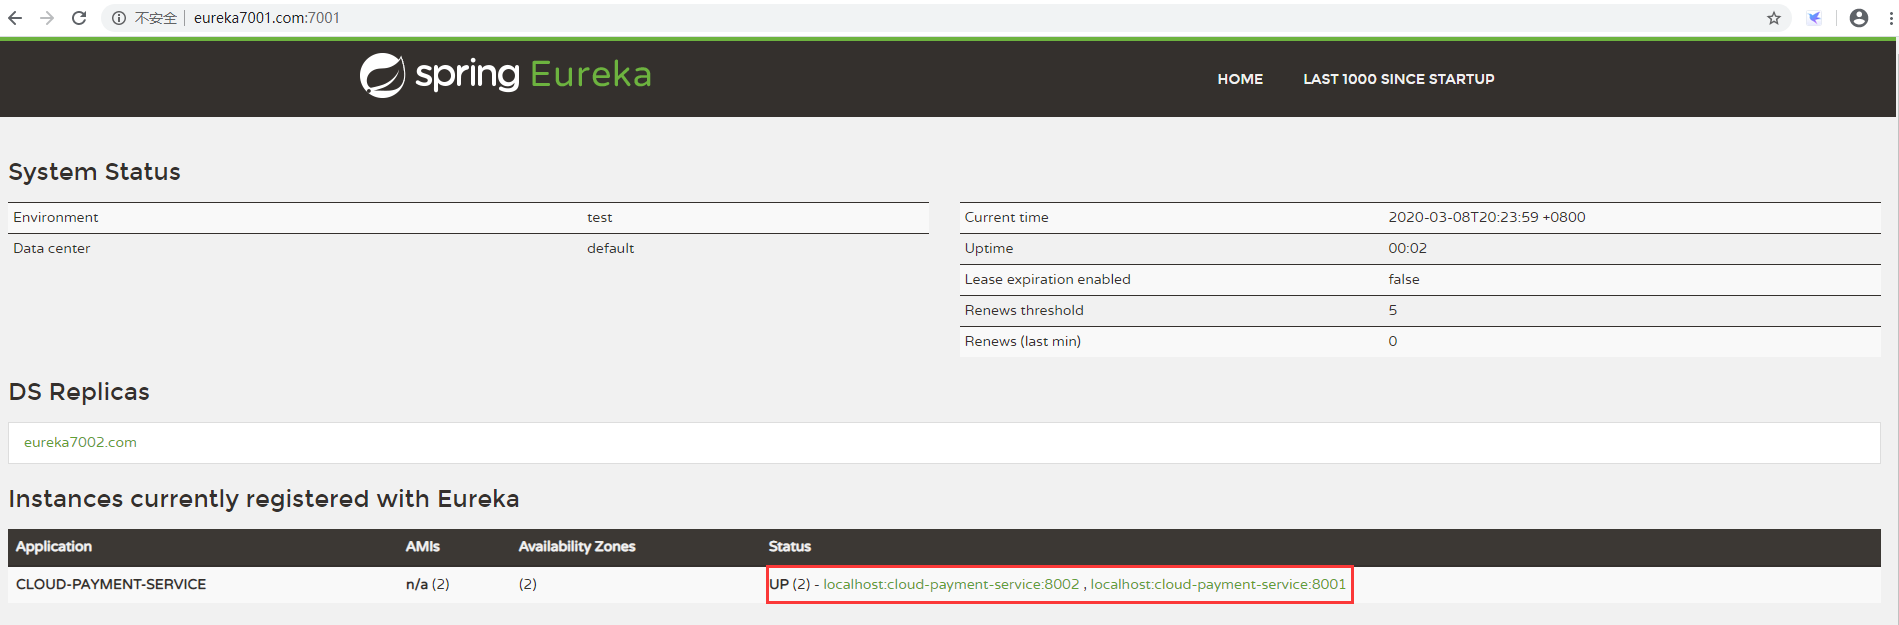 不安全 | eureka7001.com:7001
spring Eureka
HOME LAST 1000 SINCE STARTUP
System Status
Environment test
Data center default
Current time 2020-03-08T20:23:59 +0800
Uptime 00:02
Lease expiration enabled false
Renews threshold 5
Renews (last min) 0
DS Replicas
eureka7002.com
Instances currently registered with Eureka
Application AMIs Availability Zones Status
CLOUD-PAYMENT-SERVICE n/a (2) (2) UP (2) - localhost:cloud-payment-service:8002 , localhost:cloud-payment-service:8001